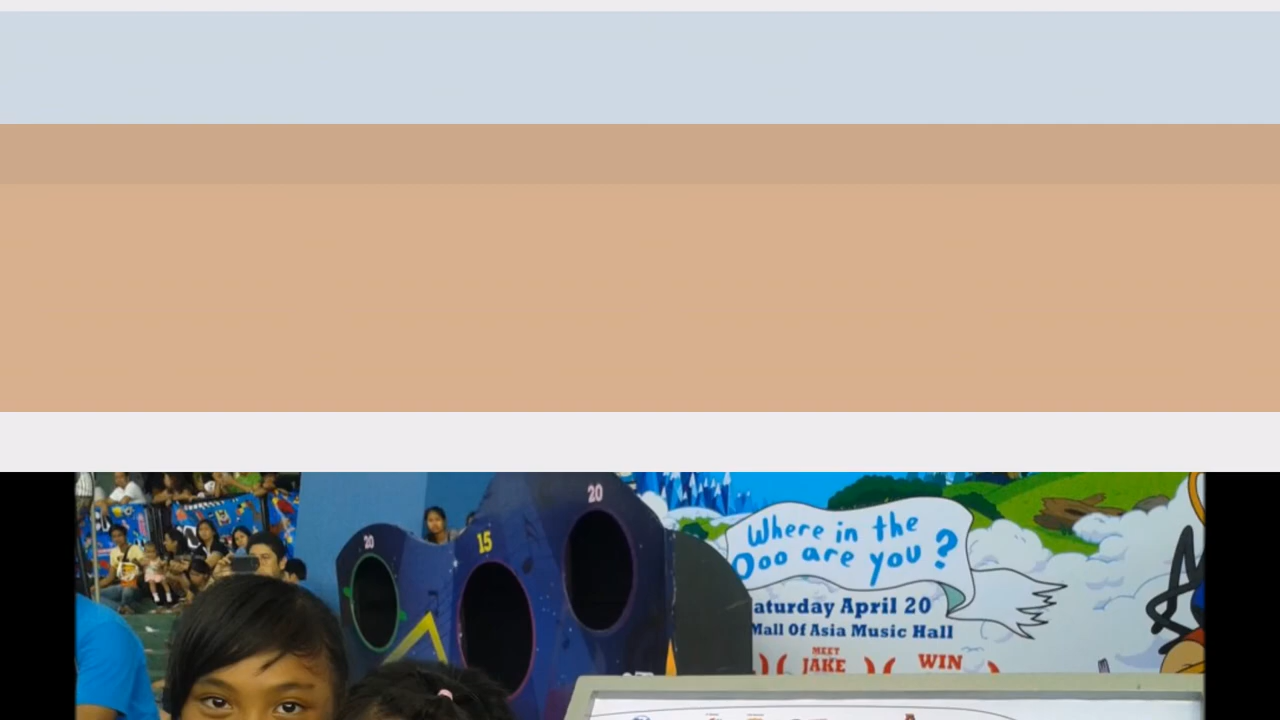 20
15
20
Where in the
Ooo are you?
aturday April 20
Mall Of Asia Music Hall
MEET
JAKE
WIN